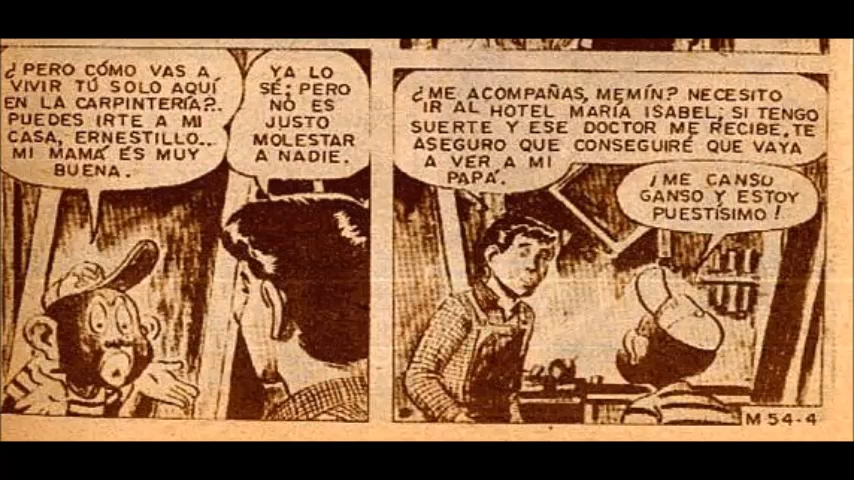 ¿PERO CÓMO VAS A
VIVIR TÚ SOLO AQUÍ
EN LA CARPINTERÍA?..
PUEDES IRTE A MI
CASA, ERNESTILLO..
MI MAMÁ ES MUY
BUENA.
YA LO
SÉ; PERO
NO ES
JUSTO
MOLESTAR
A NADIE.
¿ME ACOMPAÑAS, MEMÍN? NECESITO
IR AL HOTEL MARÍA ISABEL; SI TENGO
SUERTE Y ESE DOCTOR ME RECIBE, TE
ASEGURO QUE CONSEGUIRÉ QUE VAYA
A VER A MI
PAPÁ.
¡ME CANSO
GANSO Y ESTOY
PUESTÍSIMO!
M 54-4